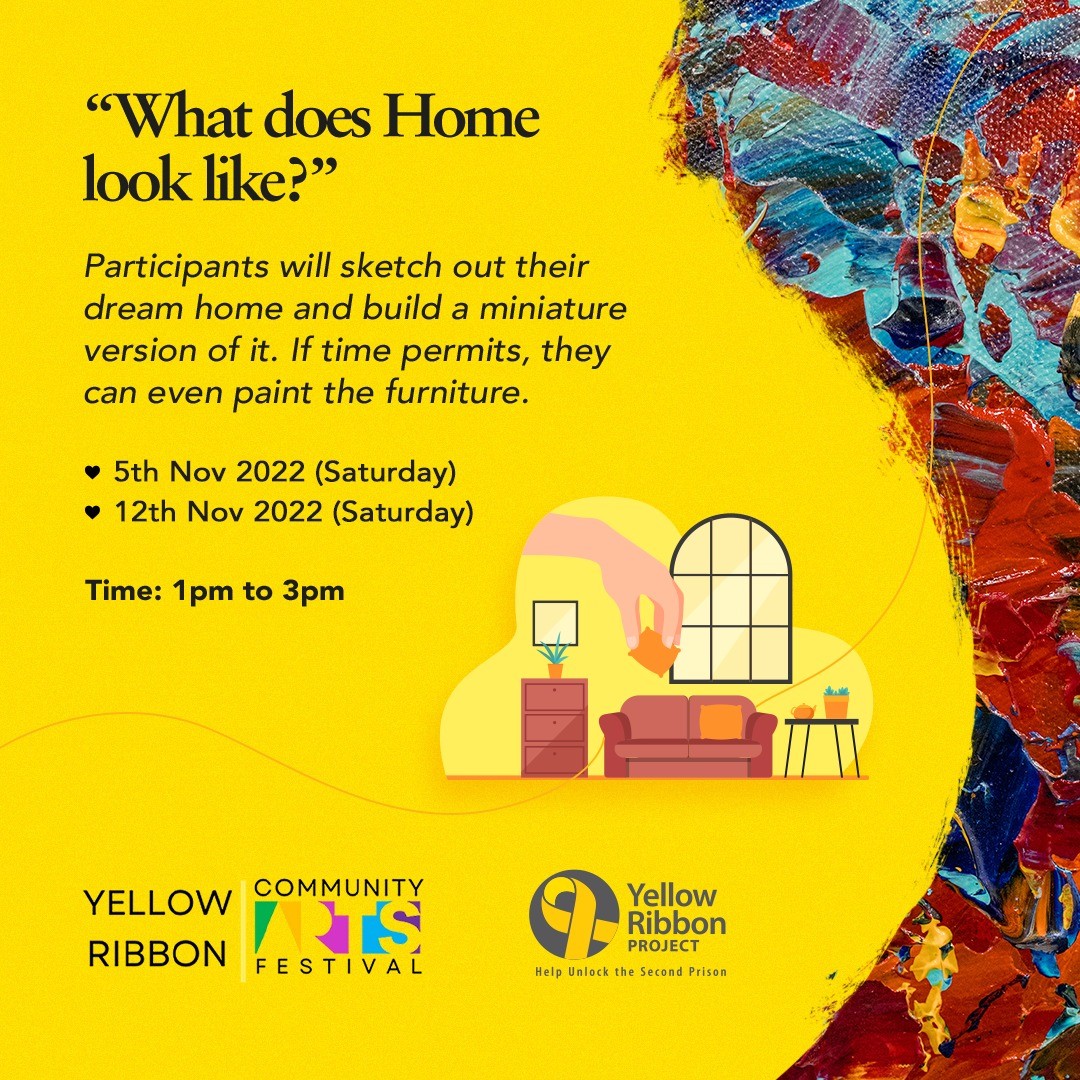 “What does Home
look like?”
Participants will sketch out their
dream home and build a miniature
version of it. If time permits, they
can even paint the furniture.
♥ 5th Nov 2022 (Saturday)
♥ 12th Nov 2022 (Saturday)
Time: 1pm to 3pm
YELLOW
RIBBON
COMMUNITY
ARTS
FESTIVAL
Yellow
Ribbon
PROJECT
Help Unlock the Second Prison